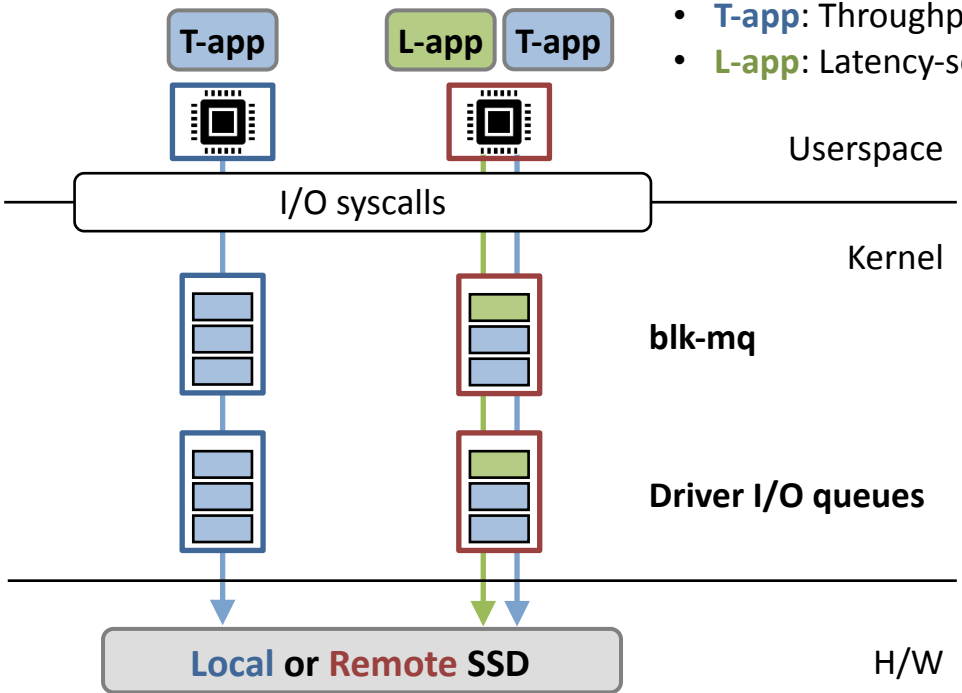 • T-app: Throughp
• L-app: Latency-s
T-app L-app T-app
Userspace
I/O syscalls
Kernel
blk-mq
Driver I/O queues
Local or Remote SSD
H/W